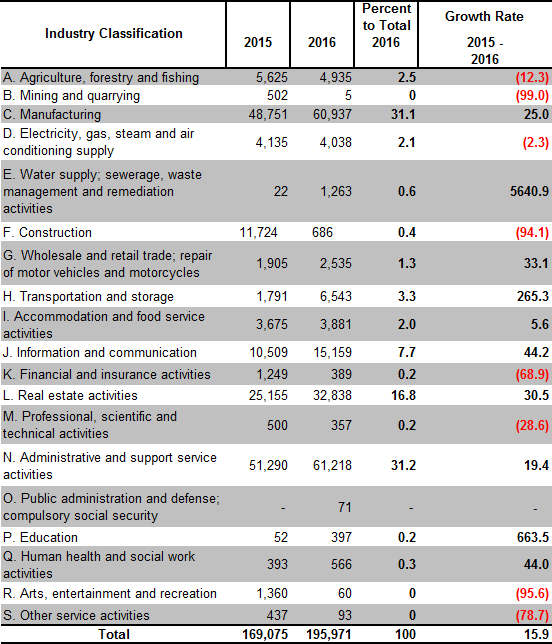 Industry Classification 2015 2016 Percent to Total 2016 Growth Rate 2015 - 2016
A. Agriculture, forestry and fishing 5,625 4,935 2.5 (12.3)
B. Mining and quarrying 502 5 0 (99.0)
C. Manufacturing 48,751 60,937 31.1 25.0
D. Electricity, gas, steam and air
conditioning supply 4,135 4,038 2.1 (2.3)
E. Water supply; sewerage, waste
management and remediation 22 1,263 0.6 5640.9
activities
F. Construction 11,724 686 0.4 (94.1)
G. Wholesale and retail trade; repair
of motor vehicles and motorcycles 1,905 2,535 1.3 33.1
H. Transportation and storage 1,791 6,543 3.3 265.3
I. Accommodation and food service
activities 3,675 3,881 2.0 5.6
J. Information and communication 10,509 15,159 7.7 44.2
K. Financial and insurance activities 1,249 389 0.2 (68.9)
L. Real estate activities 25,155 32,838 16.8 30.5
M. Professional, scientific and
technical activities 500 357 0.2 (28.6)
N. Administrative and support service
activities 51,290 61,218 31.2 19.4
O. Public administration and defense;
compulsory social security - 71 - -
P. Education 52 397 0.2 663.5
Q. Human health and social work
activities 393 566 0.3 44.0
R. Arts, entertainment and recreation 1,360 60 0 (95.6)
S. Other service activities 437 93 0 (78.7)
Total 169,075 195,971 100 15.9